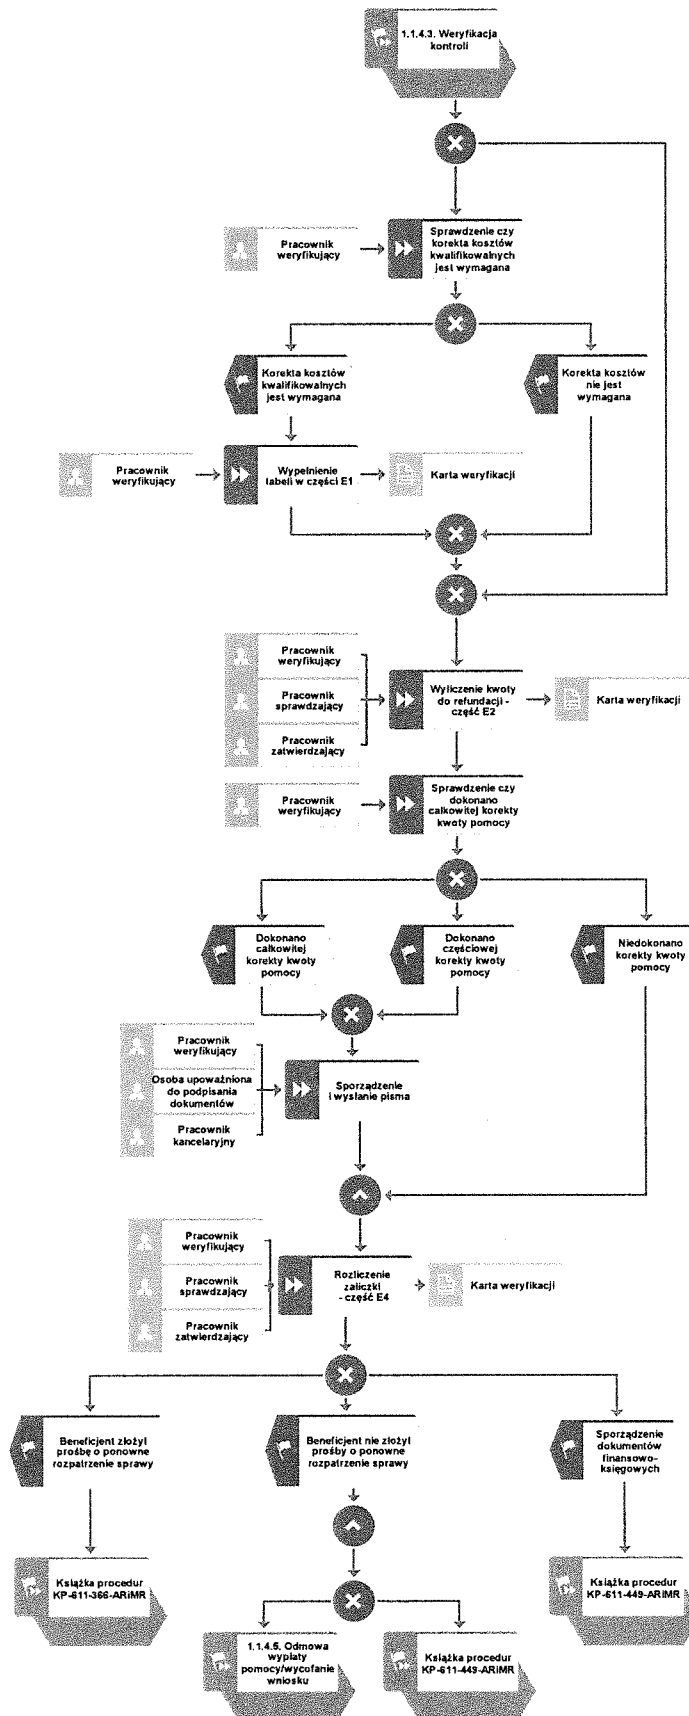 1.1.4.3. Weryfikacja
kontroli
Pracownik
weryfikujący
Sprawdzenie czy
korekta kosztów
kwalifikowalnych
jest wymagana
Korekta kosztów
kwalifikowalnych
jest wymagana
Korekta kosztów
nie jest
wymagana
Pracownik
weryfikujący
Wypełnienie
tabeli w części E1
Karta weryfikacji
Pracownik
weryfikujący
Pracownik
sprawdzający
Pracownik
zatwierdzający
Wyliczenie kwoty
do refundacji -
część E2
Karta weryfikacji
Pracownik
weryfikujący
Sprawdzenie czy
dokonano
całkowitej korekty
kwoty pomocy
Dokonano
całkowitej
korekty kwoty
pomocy
Dokonano
częściowej
korekty kwoty
pomocy
Niedokonano
korekty kwoty
pomocy
Pracownik
weryfikujący
Osoba upoważniona
do podpisania
dokumentów
Pracownik
kancelaryjny
Sporządzenie
i wysłanie pisma
Pracownik
weryfikujący
Pracownik
sprawdzający
Pracownik
zatwierdzający
Rozliczenie
zaliczki
- część E4
Karta weryfikacji
Beneficjent złożył
prośbę o ponowne
rozpatrzenie sprawy
Beneficjent nie złożył
prośby o ponowne
rozpatrzenie sprawy
Sporządzenie
dokumentów
finansowo-
księgowych
Książka procedur
KP-611-366-ARiMR
Książka procedur
KP-611-449-ARiMR
1.1.4.5. Odmowa
wypłaty
pomocy/wycofanie
wniosku
Książka procedur
KP-611-449-ARiMR